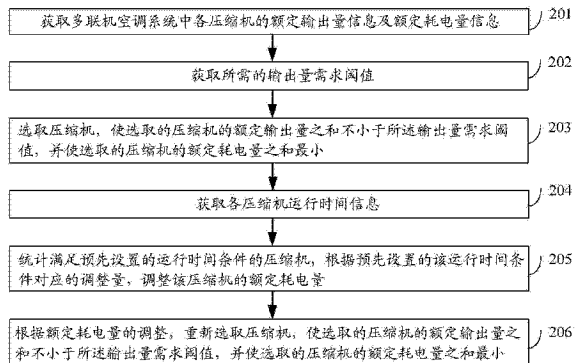 获取多联机空调系统中各压缩机的额定输出量信息及额定耗电量信息
201
获取所需的输出量需求阈值
202
选取压缩机，使选取的压缩机的额定输出量之和不小于所述输出量需求阈
值，并使选取的压缩机的额定耗电量之和最小
203
获取各压缩机运行时间信息
204
统计满足预先设置的运行时间条件的压缩机，根据预先设置的该运行时间条
件对应的调整量，调整该压缩机的额定耗电量
205
根据额定耗电量的调整，重新选取压缩机，使选取的压缩机的额定输出量之
和不小于所述输出量需求阈值，并使选取的压缩机的额定耗电量之和最小
206